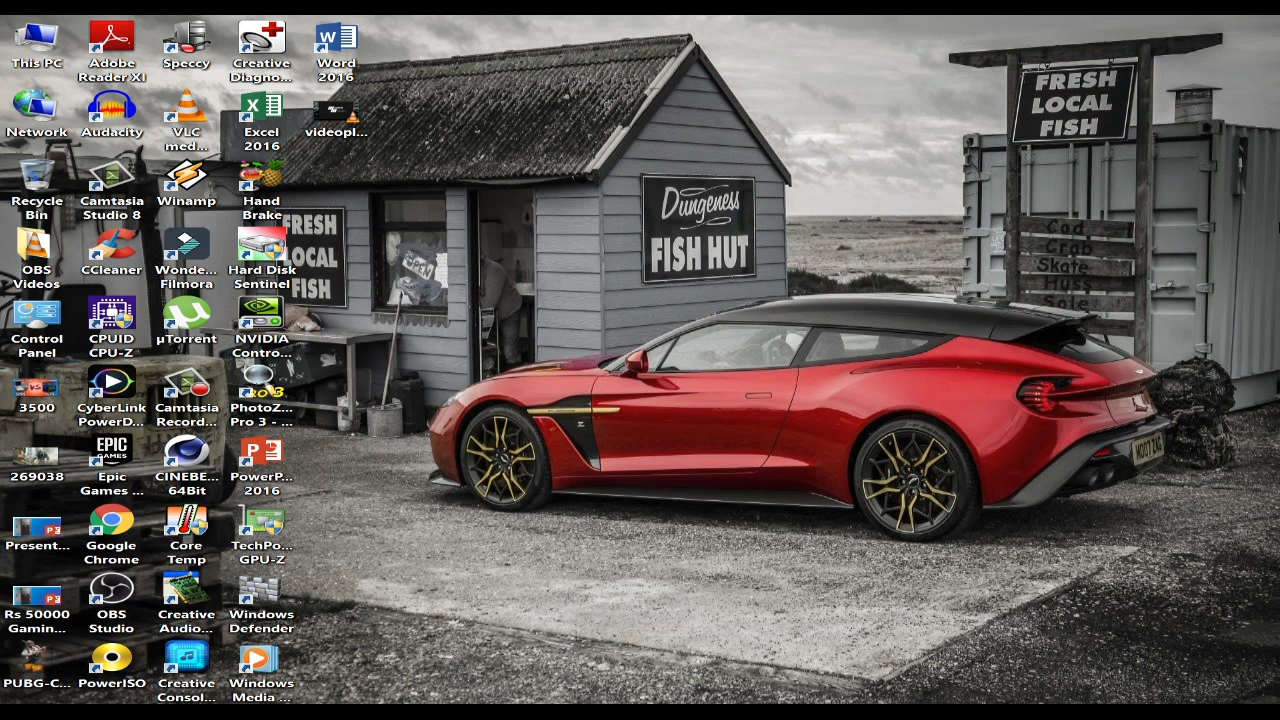 This PC
Adobe
Reader XI
Speccy
Creative
Diagno...
Word
2016
Network
Audacity
VLC
med...
Excel
2016
videopl...
Recycle
Bin
Camtasia
Studio 8
Winamp
Hand
Brake
OBS
Videos
CCleaner
Wonde...
Filmora
Hard Disk
Sentinel
Control
Panel
CPUID
CPU-Z
µTorrent
NVIDIA
Contro...
3500
CyberLink
PowerD...
Camtasia
Record...
PhotoZ...
Pro 3 - ...
269038
EPIC
GAMES
Epic
Games ...
CINEBE...
64Bit
PowerP...
2016
Present...
Google
Chrome
Core
Temp
TechPo...
GPU-Z
Rs 50000
Gamin...
OBS
Studio
Creative
Audio...
Windows
Defender
PUBG-C...
PowerISO
Creative
Consol...
Windows
Media ...
FRESH
LOCAL
FISH
OPEN
Dungeness
FISH HUT
FRESH
LOCAL
FISH
Cod
Crab
Skate
Huss
Sole